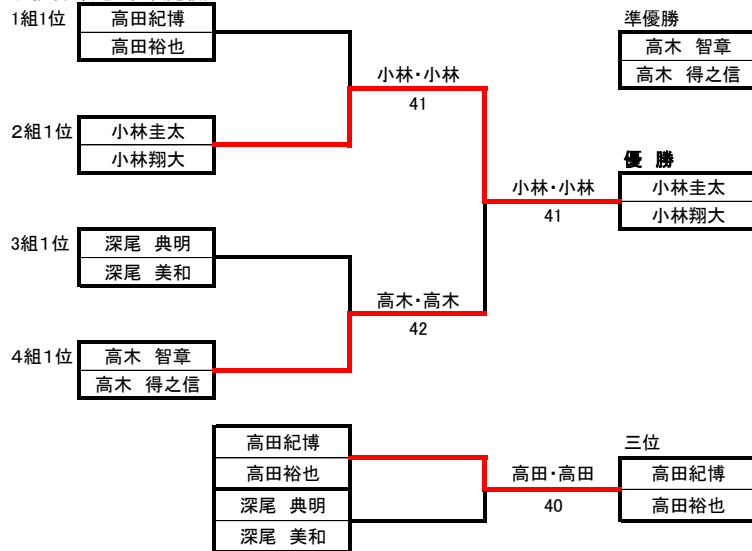 1組1位
高田紀博
高田裕也
準優勝
高木 智章
高木 得之信
小林・小林
41
2組1位
小林圭太
小林翔大
優 勝
小林・小林
41
小林圭太
小林翔大
3組1位
深尾 典明
深尾 美和
高木・高木
42
4組1位
高木 智章
高木 得之信
高田紀博
高田裕也
深尾 典明
深尾 美和
高田・高田
40
三位
高田紀博
高田裕也